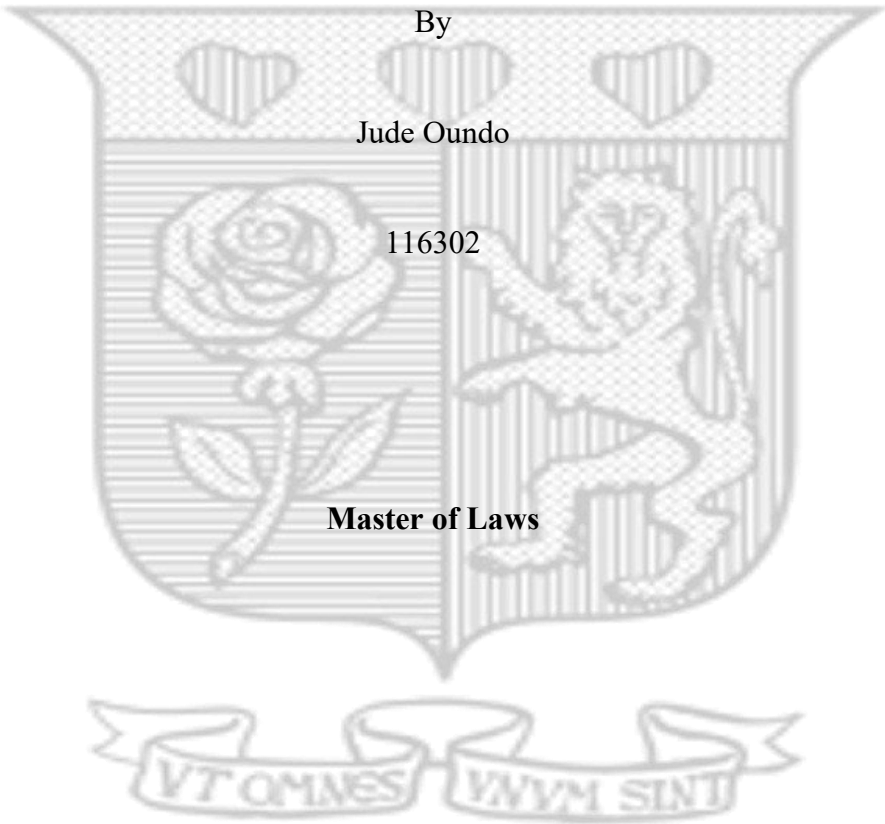 By
Jude Oundo
116302
Master of Laws
VT OMNES VNVM SINT